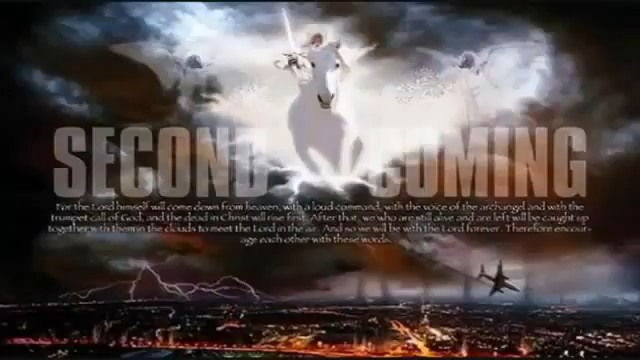 SECOND COMING
For the Lord himself will come down from heaven, with a loud command, with the voice of the archangel and with the
trumpet call of God, and the dead in Christ will rise first. After that, we who are still alive and are left will be caught up
together with them in the clouds to meet the Lord in the air. And so we will be with the Lord forever. Therefore encour-
age each other with these words.